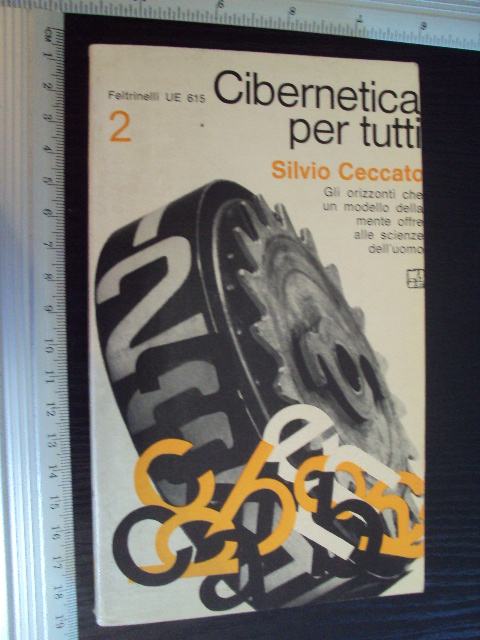 Feltrinelli UE 615
2
Cibernetica
per tutti
Silvio Ceccato
Gli orizzonti che
un modello della
mente offre
alle scienze
dell'uomo